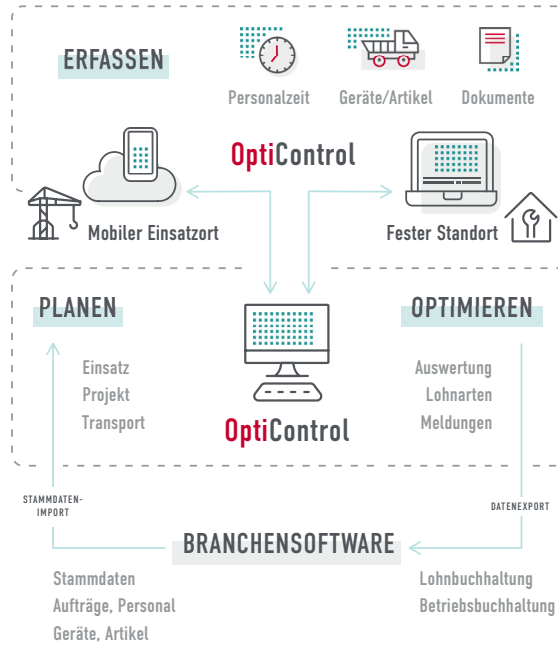 ERFASSEN
Personalzeit
Geräte/Artikel
Dokumente
OptiControl
Mobiler Einsatzort
Fester Standort
PLANEN
OPTIMIEREN
Einsatz
Projekt
Transport
Auswertung
Lohnarten
Meldungen
OptiControl
STAMMDATEN-
IMPORT
DATENEXPORT
BRANCHENSOFTWARE
Stammdaten
Aufträge, Personal
Geräte, Artikel
Lohnbuchhaltung
Betriebsbuchhaltung